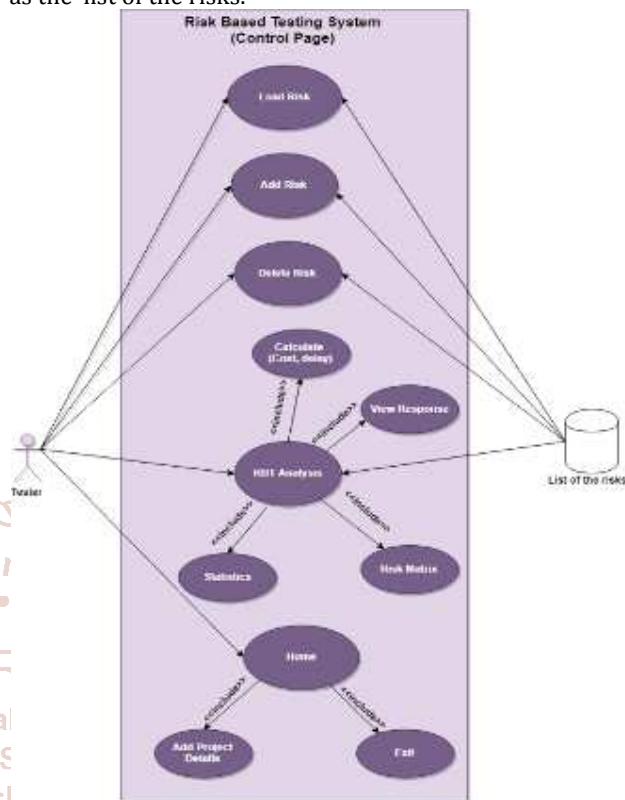 as the list of the risks.
Risk Based Testing System
(Control Page)
Load Risk
Add Risk
Delete Risk
Calculate
(Cost, delay)
<<include>>
<<include>>
View Response
RBT Analysis
Tester
List of the risks
<<include>>
<<include>>
Statistics
Risk Matrix
Home
<<include>>
<<include>>
Add Project
Details
Exit